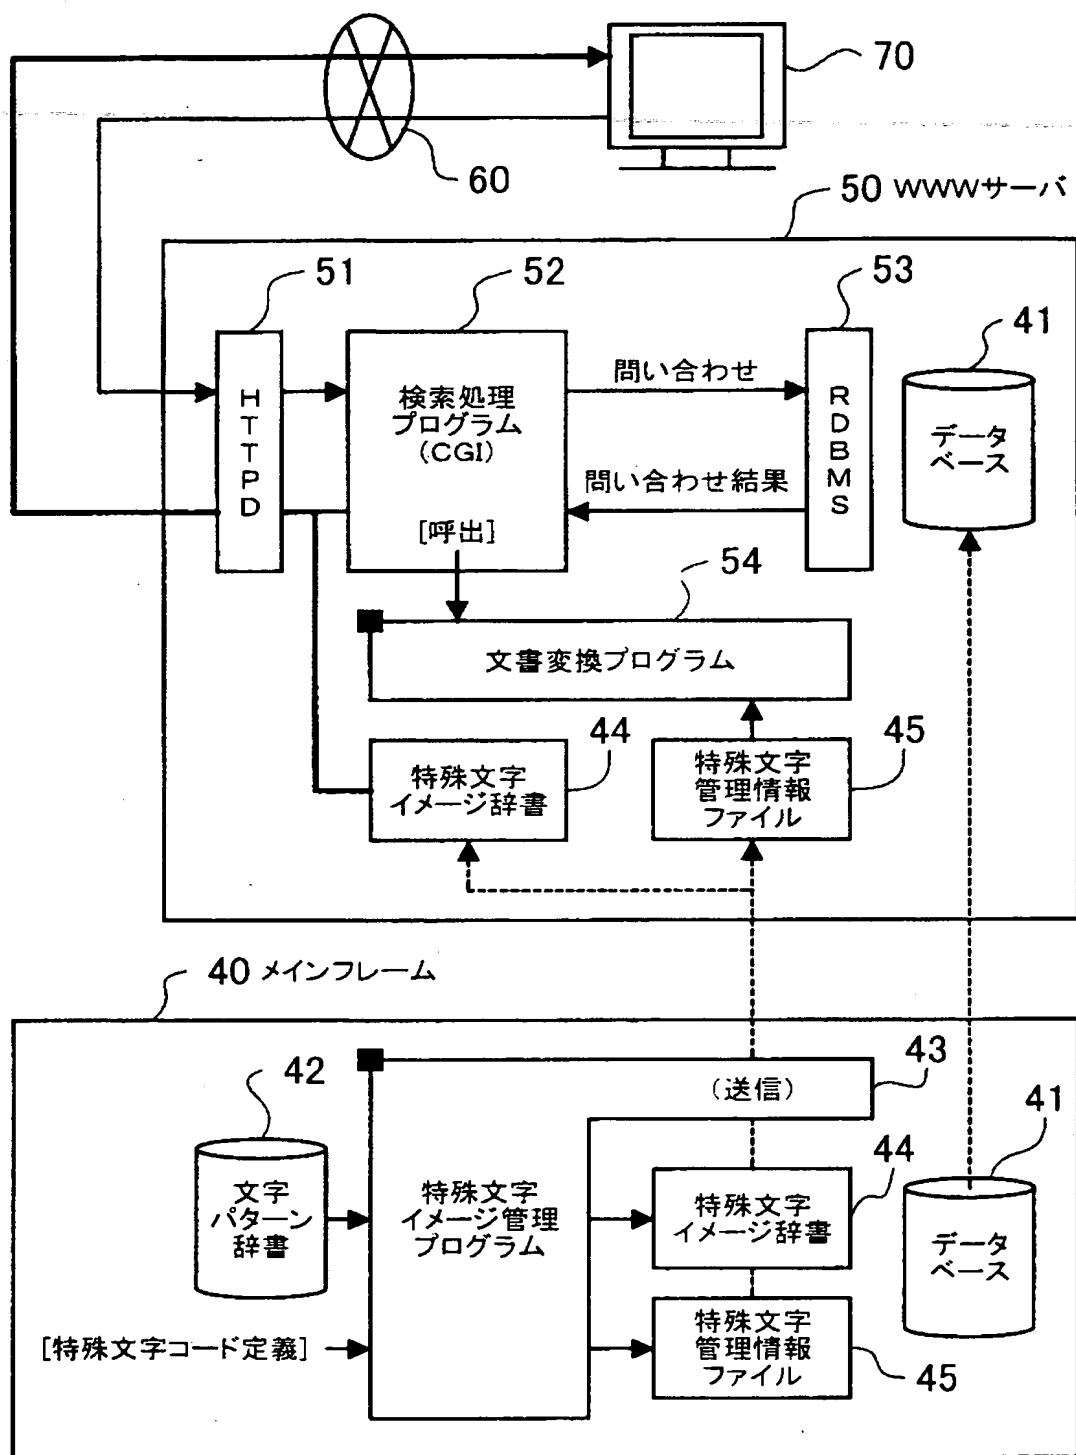 70
60
50 WWWサーバ
51
52
53
41
HTTPD
検索処理
プログラム
(CGI)
[呼出]
問い合わせ
問い合わせ結果
RDBMS
データ
ベース
54
文書変換プログラム
44
特殊文字
イメージ辞書
45
特殊文字
管理情報
ファイル
40 メインフレーム
42
文字
パターン
辞書
[特殊文字コード定義]
特殊文字
イメージ管理
プログラム
(送信)
43
44
特殊文字
イメージ辞書
特殊文字
管理情報
ファイル
45
41
データ
ベース